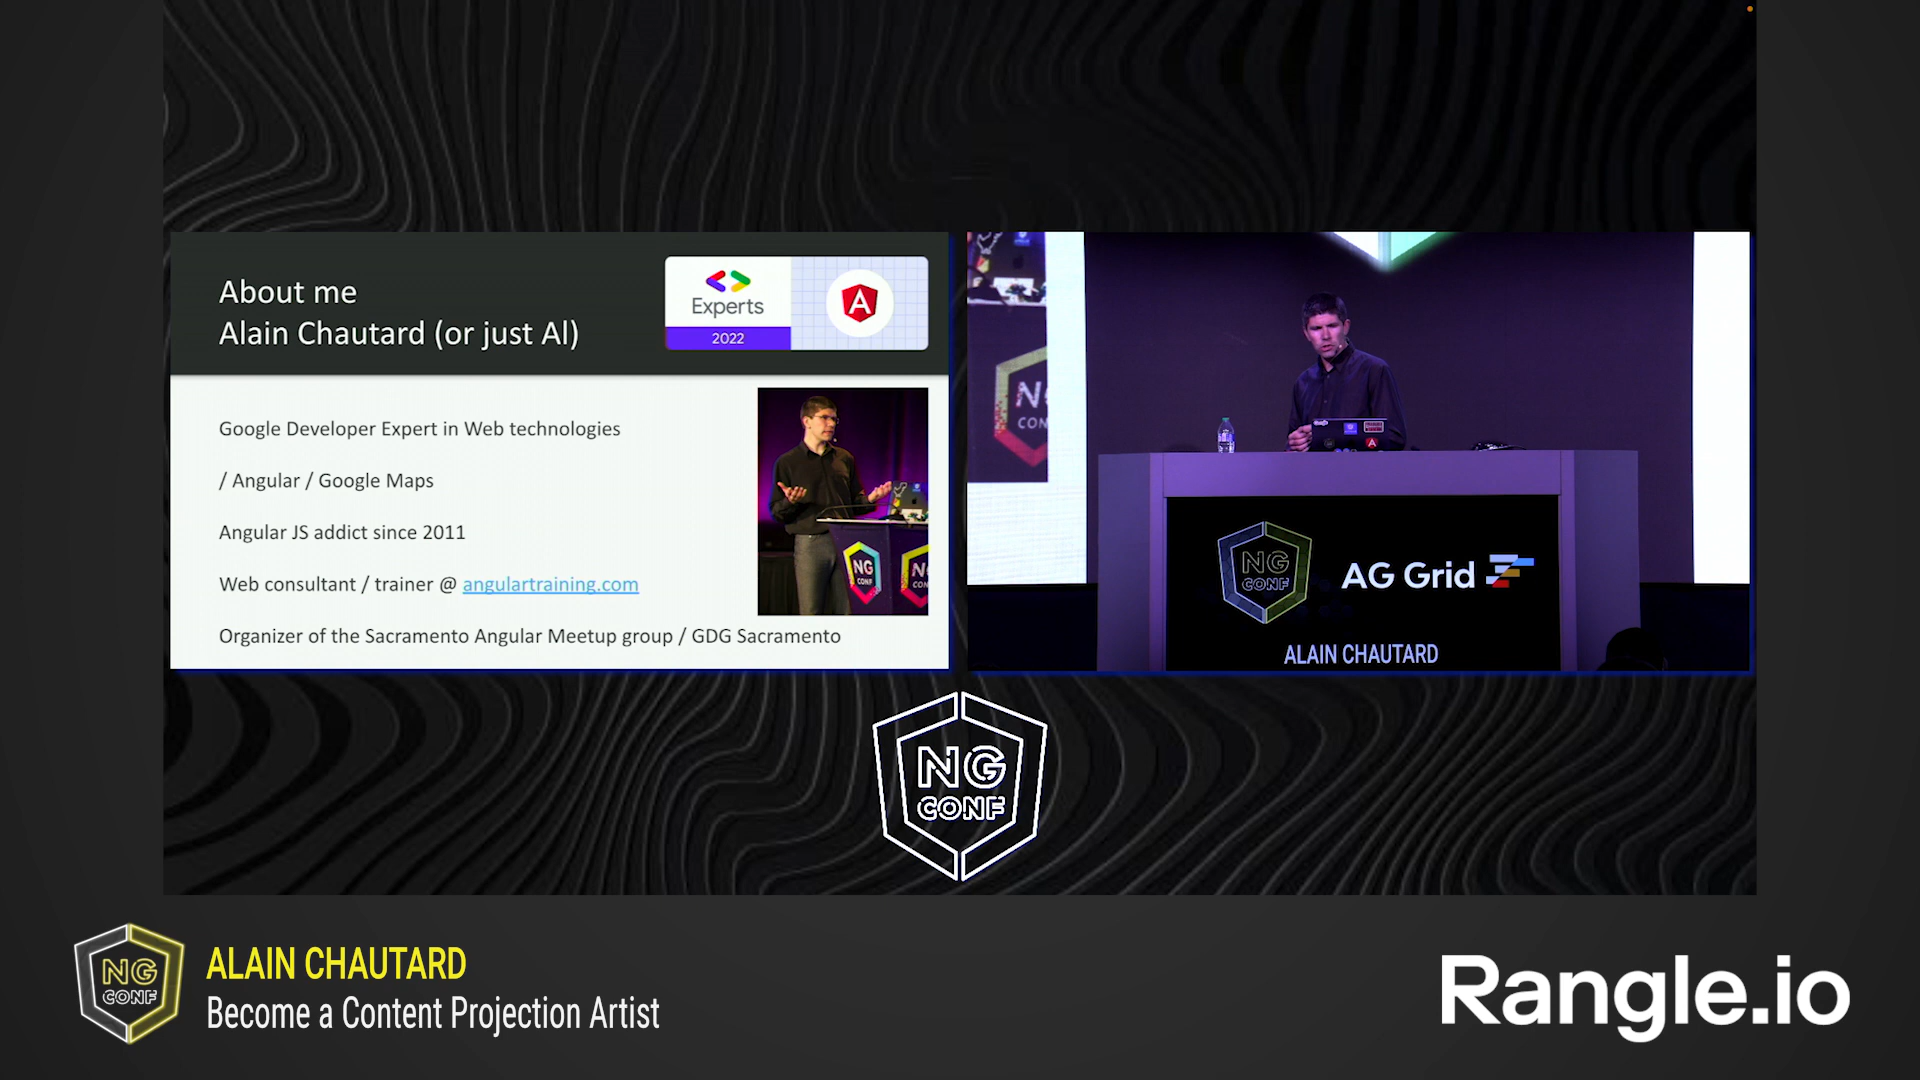 About me
Alain Chautard (or just Al)
Experts
2022
Google Developer Expert in Web technologies
/ Angular / Google Maps
Angular JS addict since 2011
Web consultant / trainer @ angulartraining.com
Organizer of the Sacramento Angular Meetup group / GDG Sacramento
NG
CONF
NG
CONF
AG Grid
ALAIN CHAUTARD
NG
CONF
NG
CONF
ALAIN CHAUTARD
Become a Content Projection Artist
Rangle.io